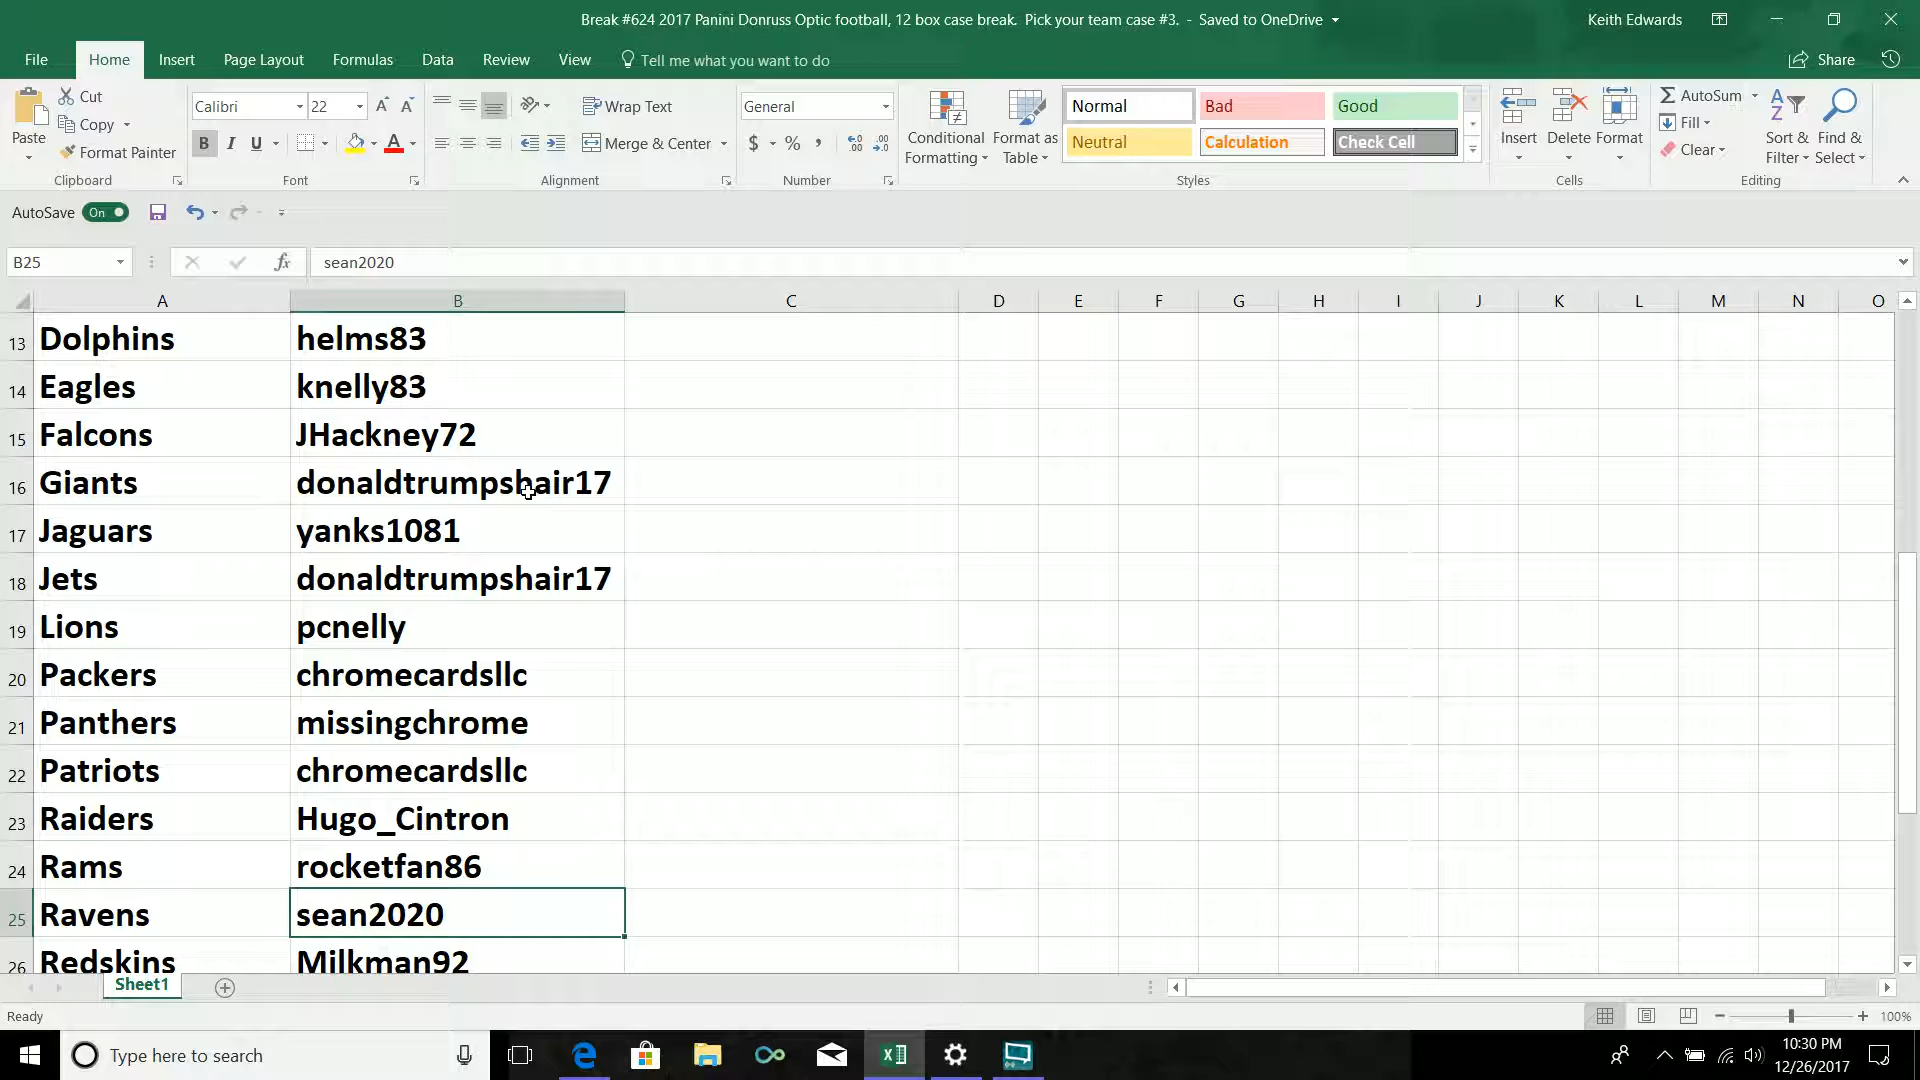 Break #624 2017 Panini Donruss Optic football, 12 box case break.  Pick your team case #3.  -  Saved to OneDrive
Keith Edwards
File Home Insert Page Layout Formulas Data Review View Tell me what you want to do Share
Paste Cut Copy Format Painter
Calibri 22
B I U
Wrap Text
Merge & Center
General
$ % ,
Conditional Formatting Format as Table
Normal Bad Good
Neutral Calculation Check Cell
Insert Delete Format
AutoSum Fill Clear
Sort & Filter Find & Select
Clipboard Font Alignment Number Styles Cells Editing
AutoSave On
B25 fx sean2020
A B C D E F G H I J K L M N O
13 Dolphins helms83
14 Eagles knelly83
15 Falcons JHackney72
16 Giants donaldtrumpshair17
17 Jaguars yanks1081
18 Jets donaldtrumpshair17
19 Lions pcnelly
20 Packers chromecardsllc
21 Panthers missingchrome
22 Patriots chromecardsllc
23 Raiders Hugo_Cintron
24 Rams rocketfan86
25 Ravens sean2020
26 Redskins Milkman92
Sheet1
Ready 100%
Type here to search
10:30 PM
12/26/2017